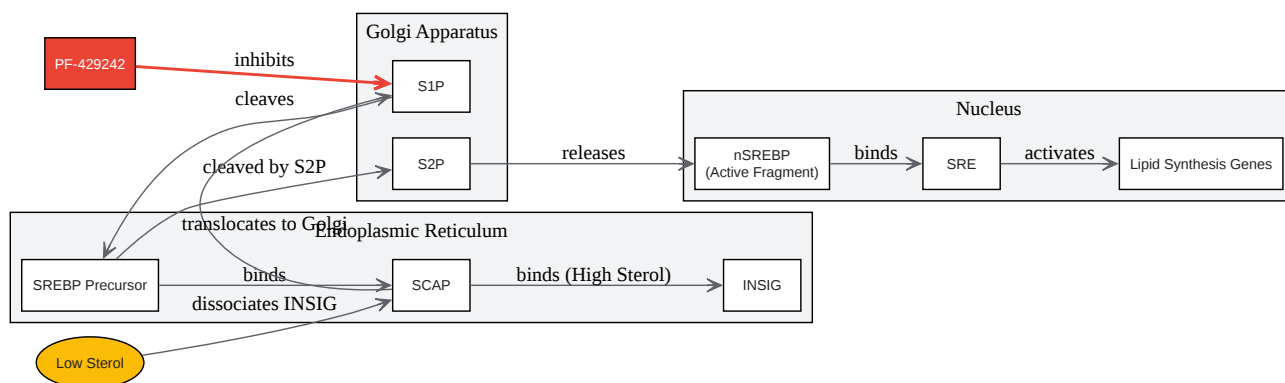 Golgi Apparatus
PF-429242
inhibits
S1P
cleaves
Nucleus
cleaved by S2P
S2P
releases
nSREBP
(Active Fragment)
binds
SRE
activates
Lipid Synthesis Genes
translocates to Golgi
Endoplasmic Reticulum
SREBP Precursor
binds
SCAP
binds (High Sterol)
INSIG
dissociates INSIG
Low Sterol